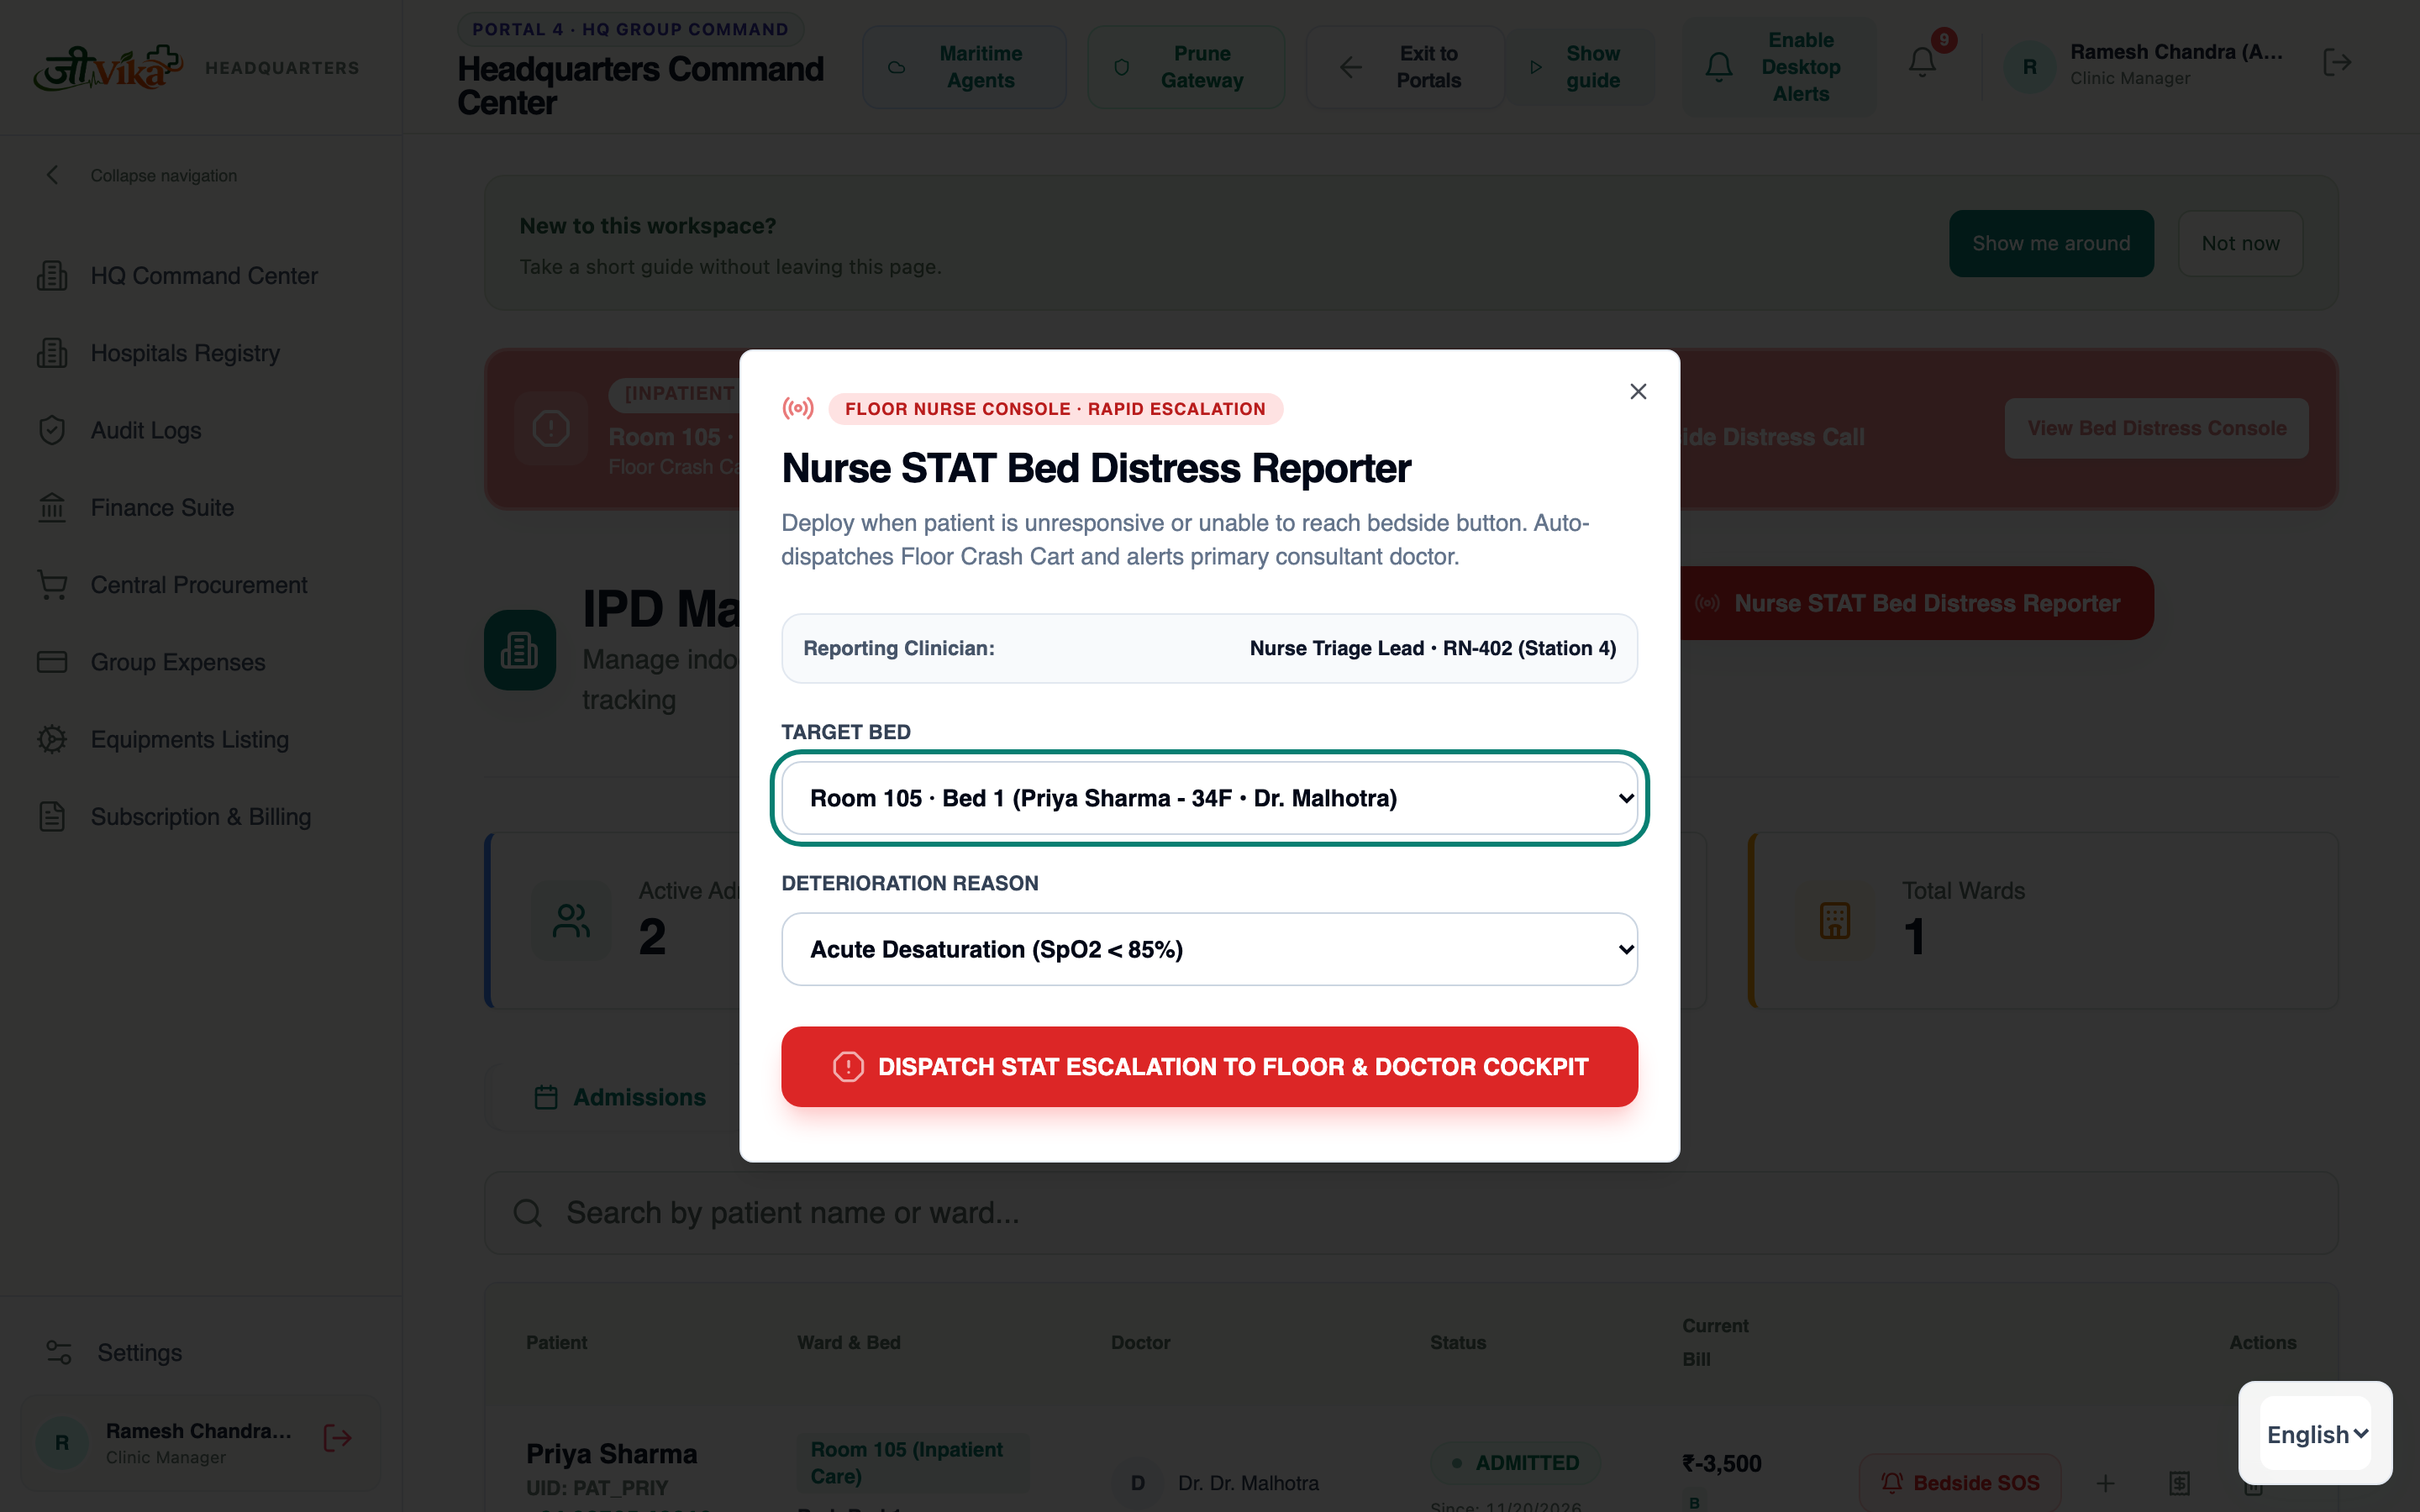 जीvika
HEADQUARTERS
PORTAL 4 · HQ GROUP COMMAND
Headquarters Command
Center
Maritime
Agents
Prune
Gateway
Exit to
Portals
Show
guide
Enable
Desktop
Alerts
9
R
Ramesh Chandra (A...
Clinic Manager
Collapse navigation
HQ Command Center
Hospitals Registry
Audit Logs
Finance Suite
Central Procurement
Group Expenses
Equipments Listing
Subscription & Billing
Settings
R
Ramesh Chandra...
Clinic Manager
New to this workspace?
Take a short guide without leaving this page.
Show me around
Not now
[INPATIENT
Room 105 ·
ide Distress Call
Floor Crash Ca
View Bed Distress Console
IPD Ma
Manage indo
tracking
Nurse STAT Bed Distress Reporter
FLOOR NURSE CONSOLE · RAPID ESCALATION
Nurse STAT Bed Distress Reporter
Deploy when patient is unresponsive or unable to reach bedside button. Auto-
dispatches Floor Crash Cart and alerts primary consultant doctor.
Reporting Clinician:
Nurse Triage Lead • RN-402 (Station 4)
TARGET BED
Room 105 · Bed 1 (Priya Sharma - 34F • Dr. Malhotra)
DETERIORATION REASON
Acute Desaturation (SpO2 < 85%)
DISPATCH STAT ESCALATION TO FLOOR & DOCTOR COCKPIT
Active Ad
2
Total Wards
1
Admissions
Search by patient name or ward...
Patient
Ward & Bed
Doctor
Status
Current
Bill
Actions
Priya Sharma
UID: PAT_PRIY
Room 105 (Inpatient
Care)
D
Dr. Dr. Malhotra
ADMITTED
Since: 11/20/2026
₹-3,500
B
Bedside SOS
English